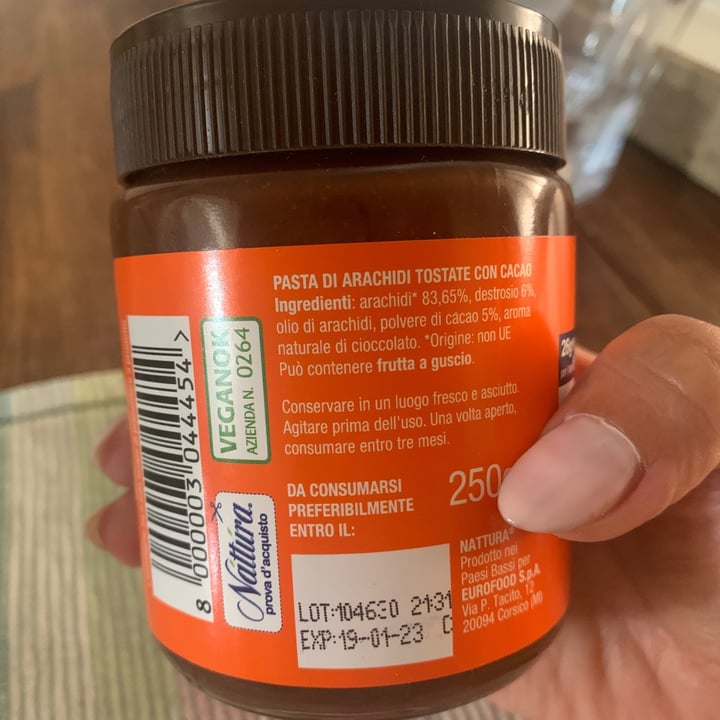 PASTA DI ARACHIDI TOSTATE CON CACAO
Ingredienti: arachidi* 83,65%, destrosio 6%,
olio di arachidi, polvere di cacao 5%, aroma
naturale di cioccolato. *Origine: non UE
Può contenere frutta a guscio.
Conservare in un luogo fresco e asciutto.
Agitare prima dell'uso. Una volta aperto,
consumare entro tre mesi.
DA CONSUMARSI
PREFERIBILMENTE
ENTRO IL:
250g
LOT:104620 2131
EXP:19-01-23
NATTURA®
Prodotto nei
Paesi Bassi per
EUROFOOD S.p.A.
Via P. Tacito, 12
20094 Corsico (MI)
VEGANOK
AZIENDA N. 0264
Nattura.
prova d'acquisto
8 000003 044454 >